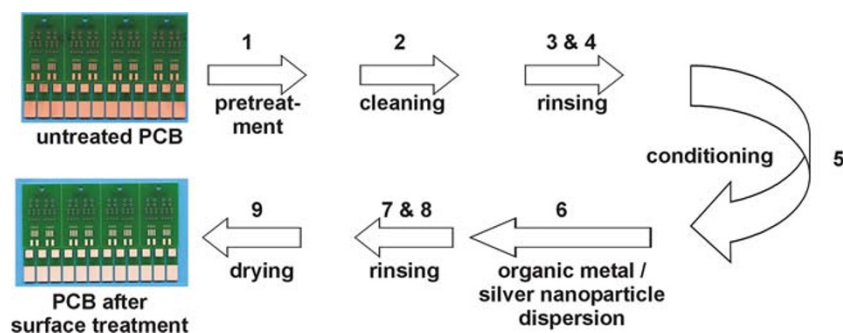 1
2
3 & 4
pretreat-
ment
cleaning
rinsing
untreated PCB
conditioning
5
9
7 & 8
6
drying
rinsing
organic metal /
silver nanoparticle
dispersion
PCB after
surface treatment